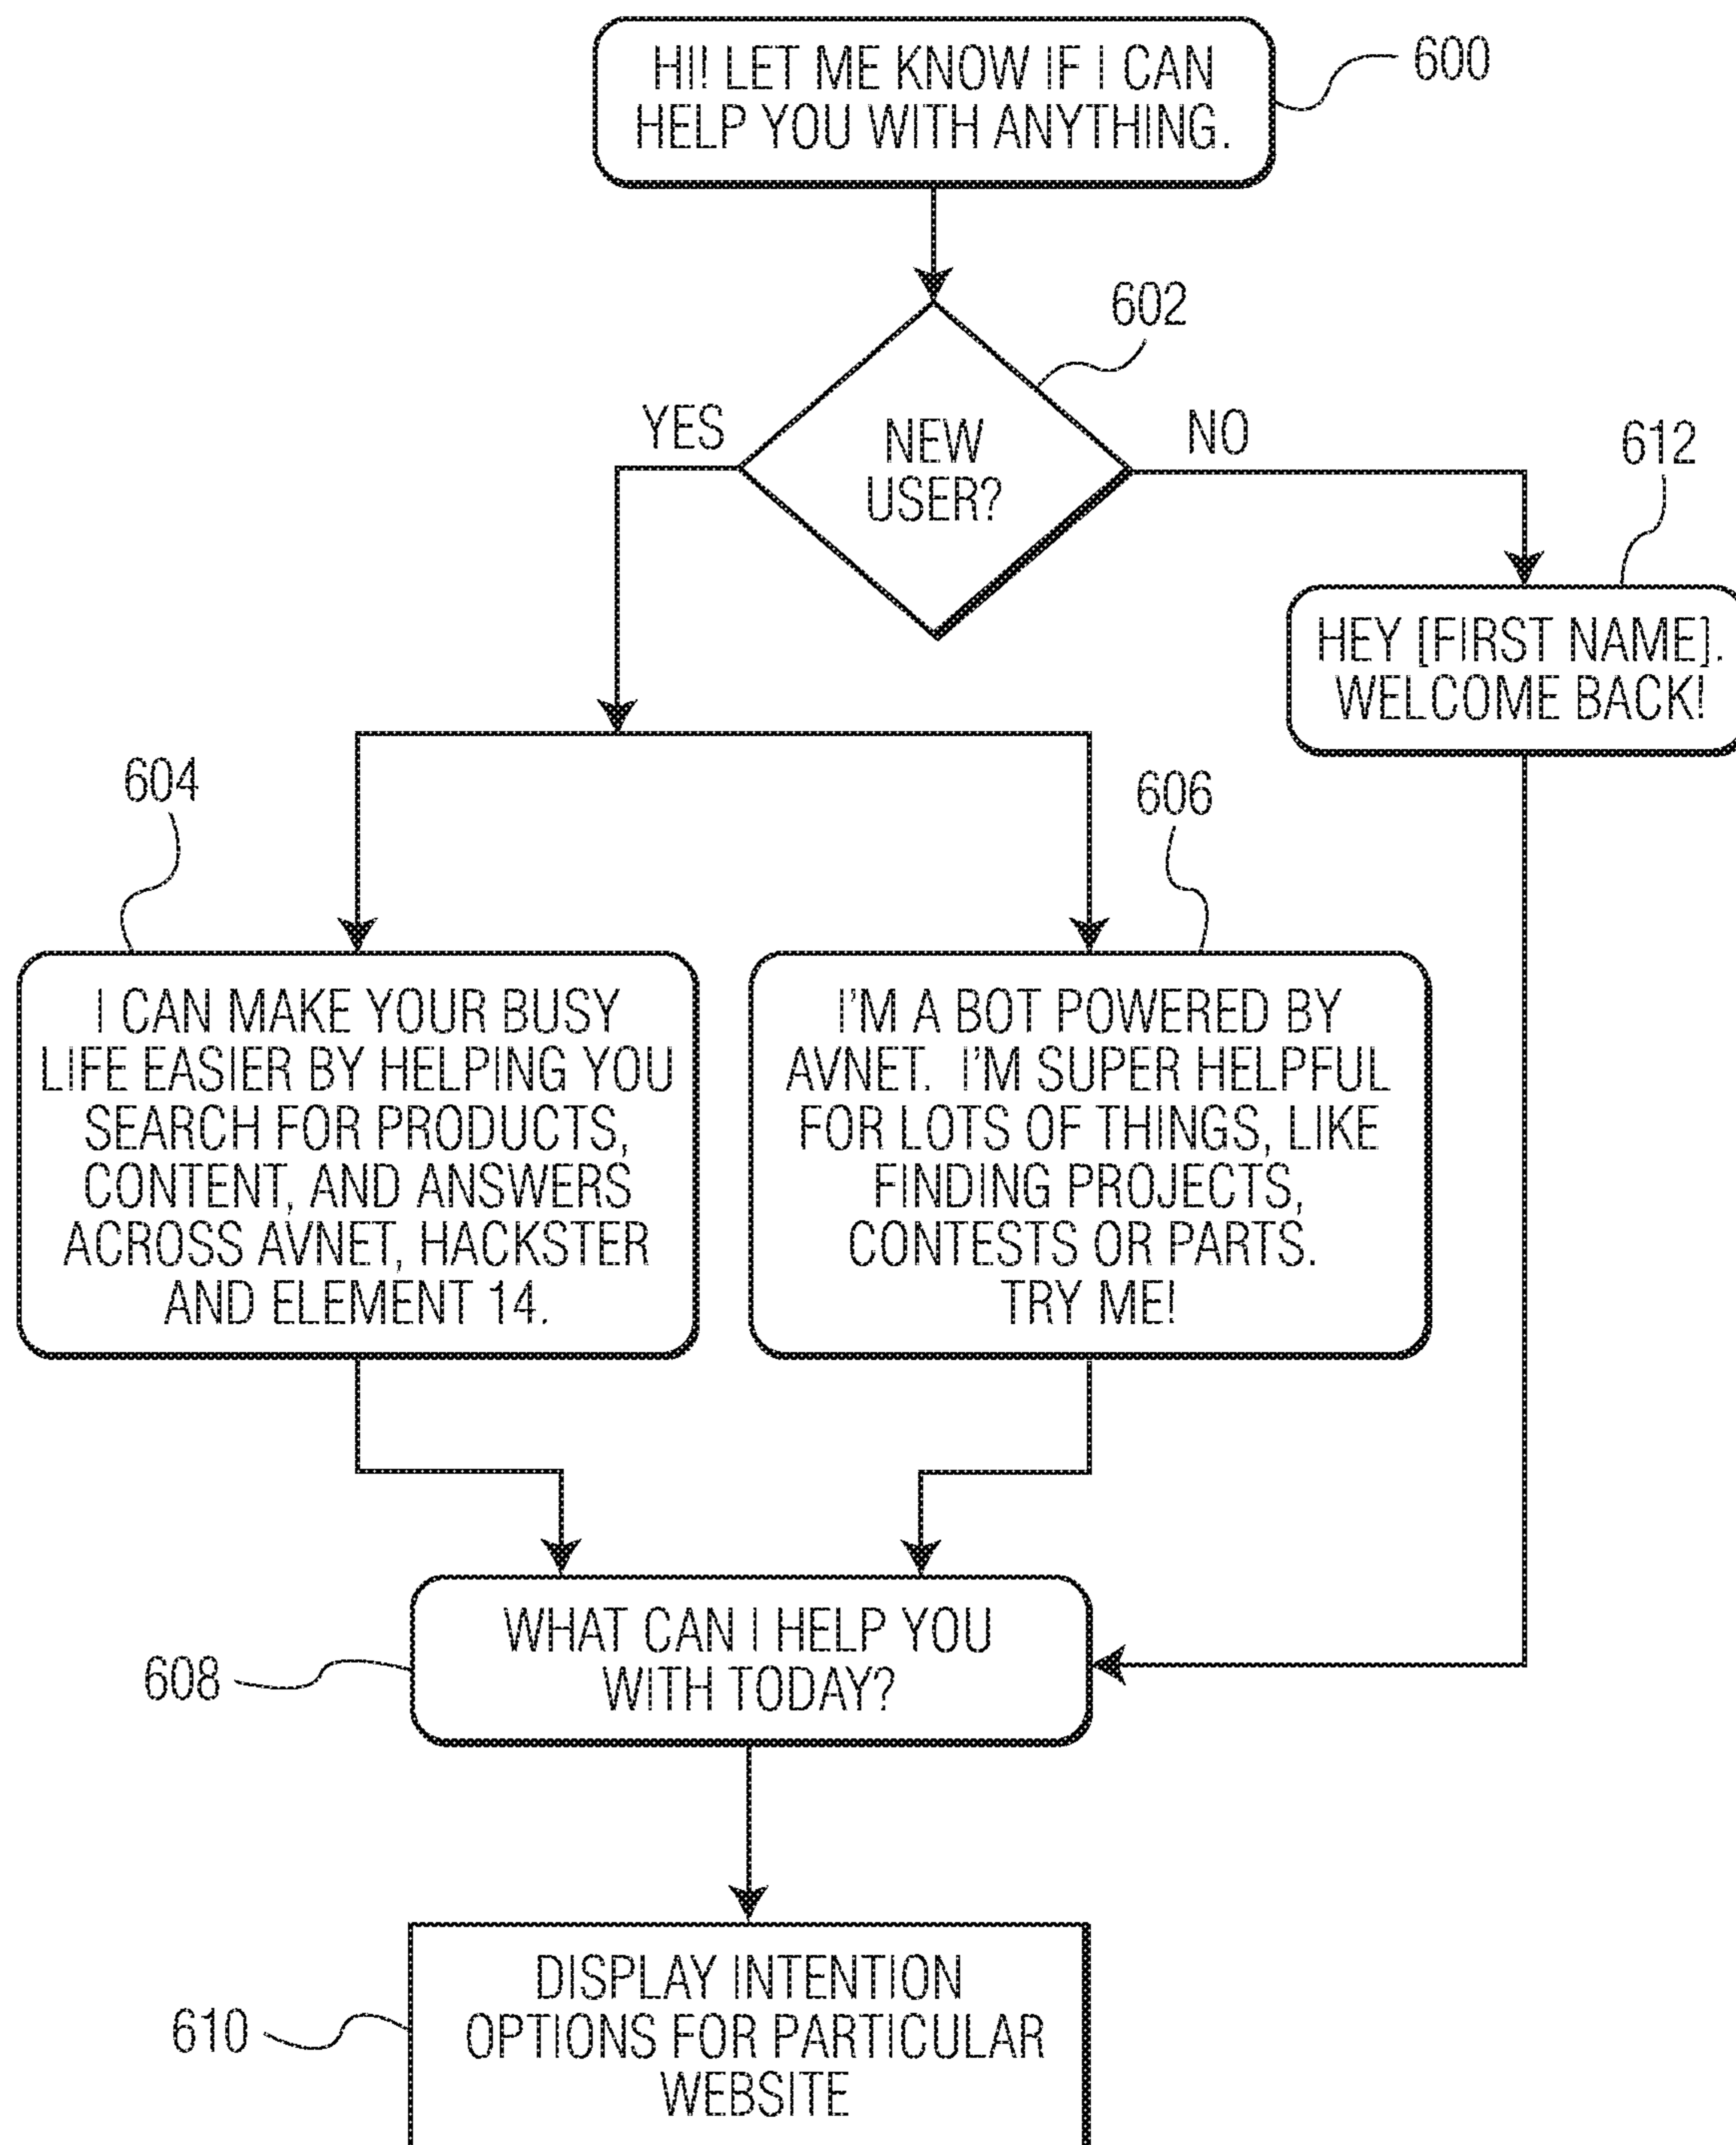 HI! LET ME KNOW IF I CAN
HELP YOU WITH ANYTHING.
600
602
YES
NEW
USER?
NO
612
HEY [FIRST NAME].
WELCOME BACK!
604
606
I CAN MAKE YOUR BUSY
LIFE EASIER BY HELPING YOU
SEARCH FOR PRODUCTS,
CONTENT, AND ANSWERS
ACROSS AVNET, HACKSTER
AND ELEMENT 14.
I'M A BOT POWERED BY
AVNET. I'M SUPER HELPFUL
FOR LOTS OF THINGS, LIKE
FINDING PROJECTS,
CONTESTS OR PARTS.
TRY ME!
WHAT CAN I HELP YOU
WITH TODAY?
608
DISPLAY INTENTION
OPTIONS FOR PARTICULAR
WEBSITE
610